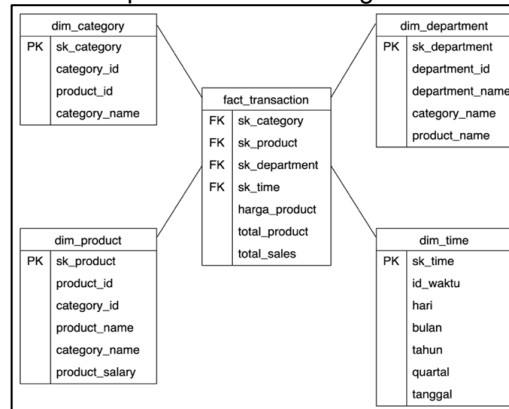 dim_category
PK sk_category
category_id
product_id
category_name
dim_department
PK sk_department
department_id
department_name
category_name
product_name
fact_transaction
FK sk_category
FK sk_product
FK sk_department
FK sk_time
harga_product
total_product
total_sales
dim_product
PK sk_product
product_id
category_id
product_name
category_name
product_salary
dim_time
PK sk_time
id_waktu
hari
bulan
tahun
quartal
tanggal